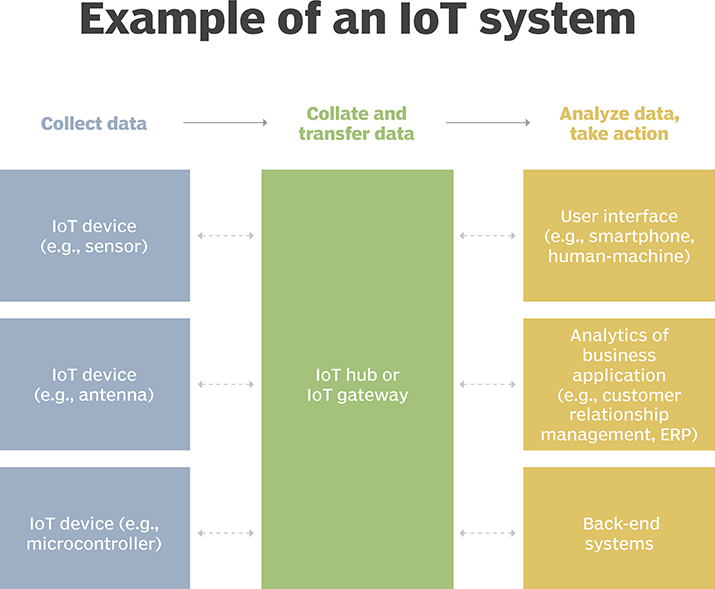 Example of an IoT system
Collect data
Collate and
transfer data
Analyze data,
take action
IoT device
(e.g., sensor)
IoT device
(e.g., antenna)
IoT device (e.g.,
microcontroller)
IoT hub or
IoT gateway
User interface
(e.g., smartphone,
human-machine)
Analytics of
business
application
(e.g., customer
relationship
management, ERP)
Back-end
systems